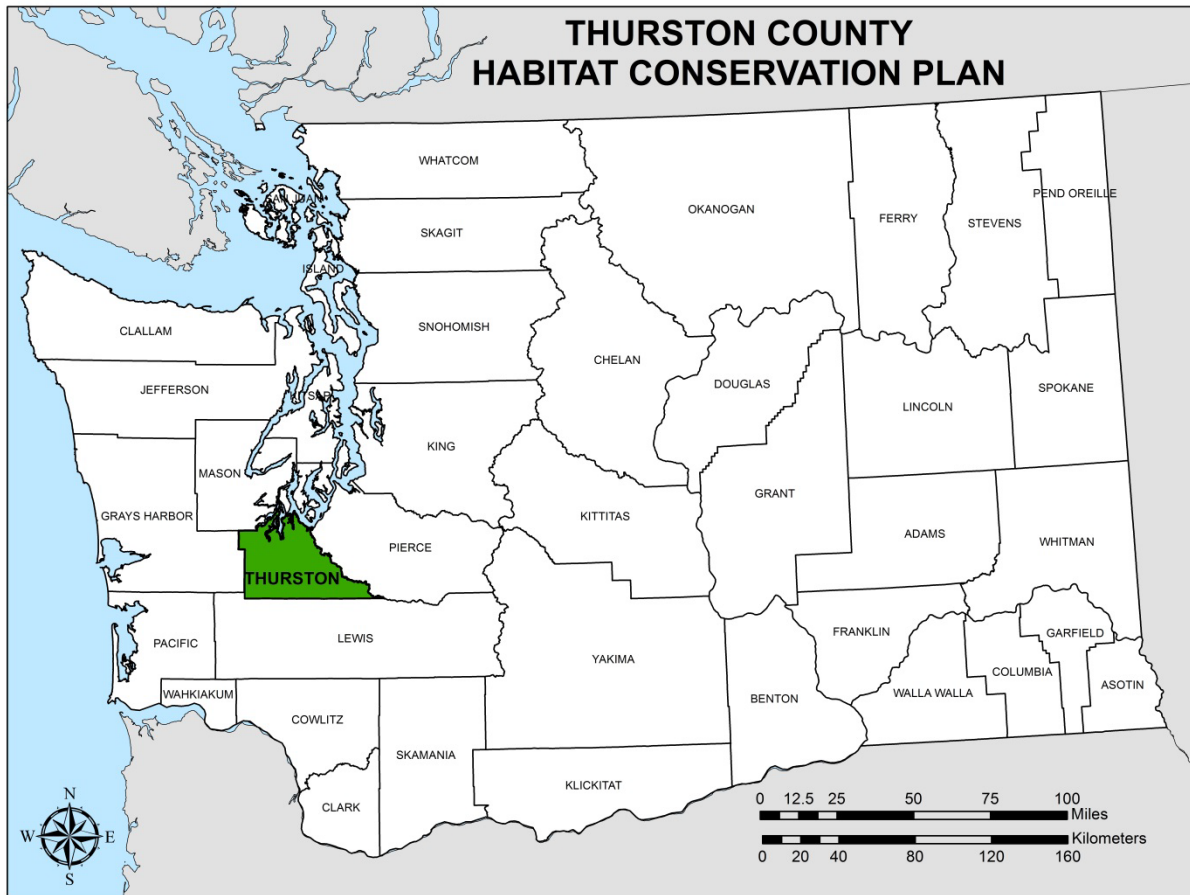 THURSTON COUNTY
HABITAT CONSERVATION PLAN
WHATCOM
SAN JUAN
SKAGIT
ISLAND
OKANOGAN
FERRY
STEVENS
PEND OREILLE
CLALLAM
SNOHOMISH
CHELAN
JEFFERSON
KITSAP
DOUGLAS
LINCOLN
SPOKANE
MASON
KING
GRAYS HARBOR
KITTITAS
GRANT
ADAMS
WHITMAN
THURSTON
PIERCE
PACIFIC
LEWIS
YAKIMA
FRANKLIN
GARFIELD
WAHKIAKUM
COWLITZ
SKAMANIA
BENTON
WALLA WALLA
COLUMBIA
ASOTIN
CLARK
KLICKITAT
N
W E
S
0 12.5 25 50 75 100
Miles
Kilometers
0 20 40 80 120 160